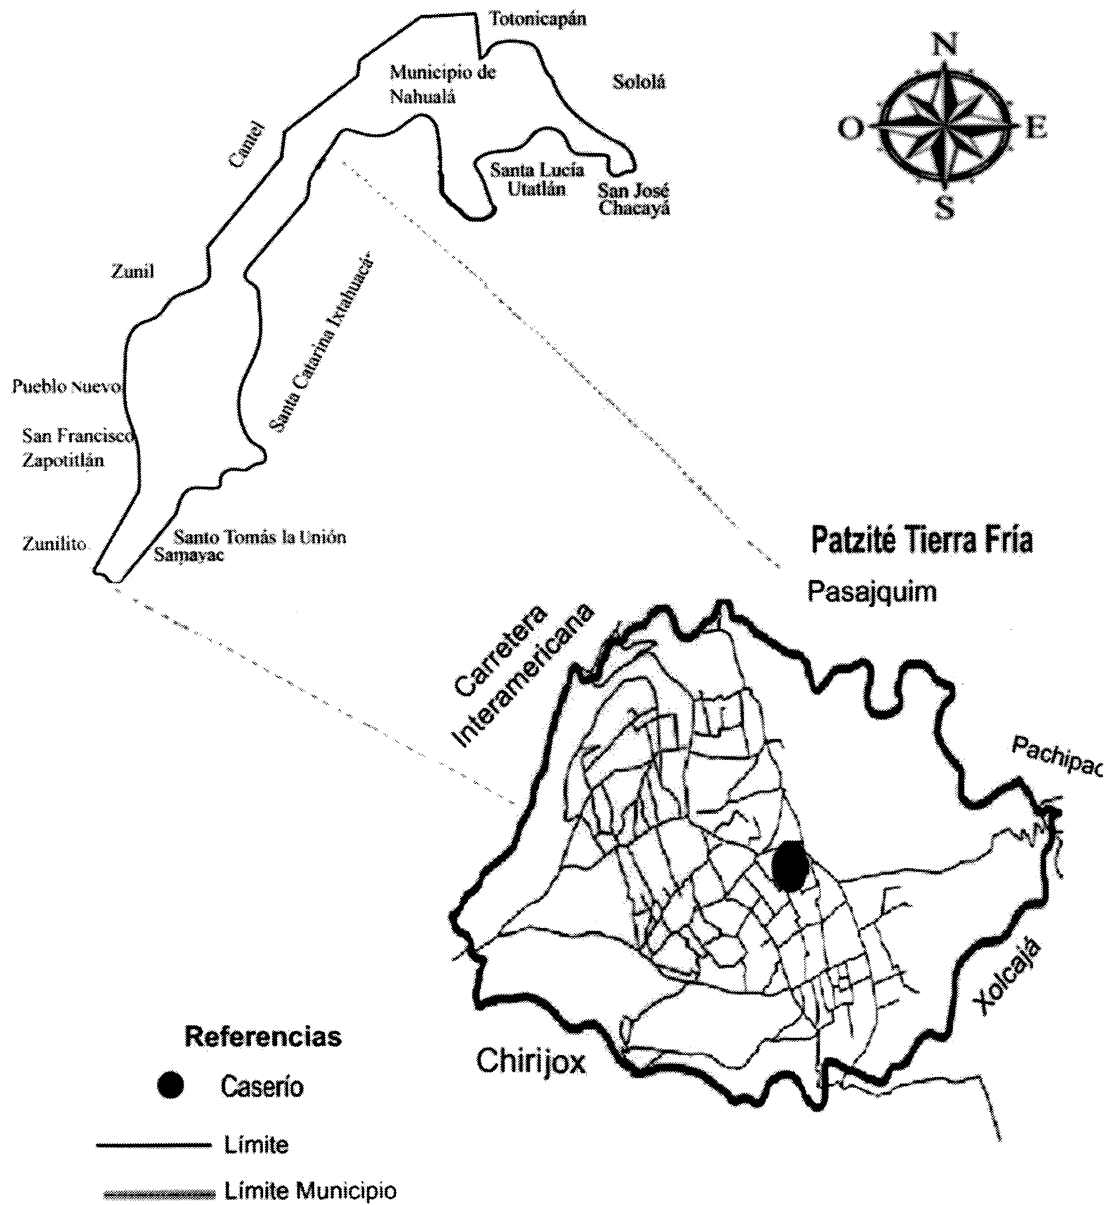 Totonicapán
Municipio de
Nahualá
Sololá
N
O
E
S
Cantel
Santa Lucía
Utatlán
San José
Chacayá
Zunil
Santa Catarina Ixtahuacán
Pueblo Nuevo
San Francisco
Zapotitlán
Zunilito
Santo Tomás la Unión
Samayac
Patzité Tierra Fría
Pasajquim
Carretera
Interamericana
Pachipac
Xolcajá
Chirijox
Referencias
Caserío
Límite
Límite Municipio